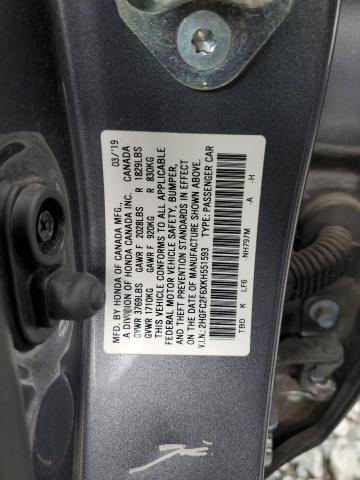 MFD. BY HONDA OF CANADA MFG., 03/'19
A DIVISION OF HONDA CANADA INC. CANADA
GVWR 3769LBS GAWR F 2028LBS R 1829LBS
GVWR 1710KG GAWR F 920KG R 830KG
THIS VEHICLE CONFORMS TO ALL APPLICABLE
FEDERAL MOTOR VEHICLE SAFETY, BUMPER,
AND THEFT PREVENTION STANDARDS IN EFFECT
ON THE DATE OF MANUFACTURE SHOWN ABOVE.
V.I.N.: 2HGFC2F6XKH551593 TYPE: PASSENGER CAR
TBD K LF6 NH797M -A -H